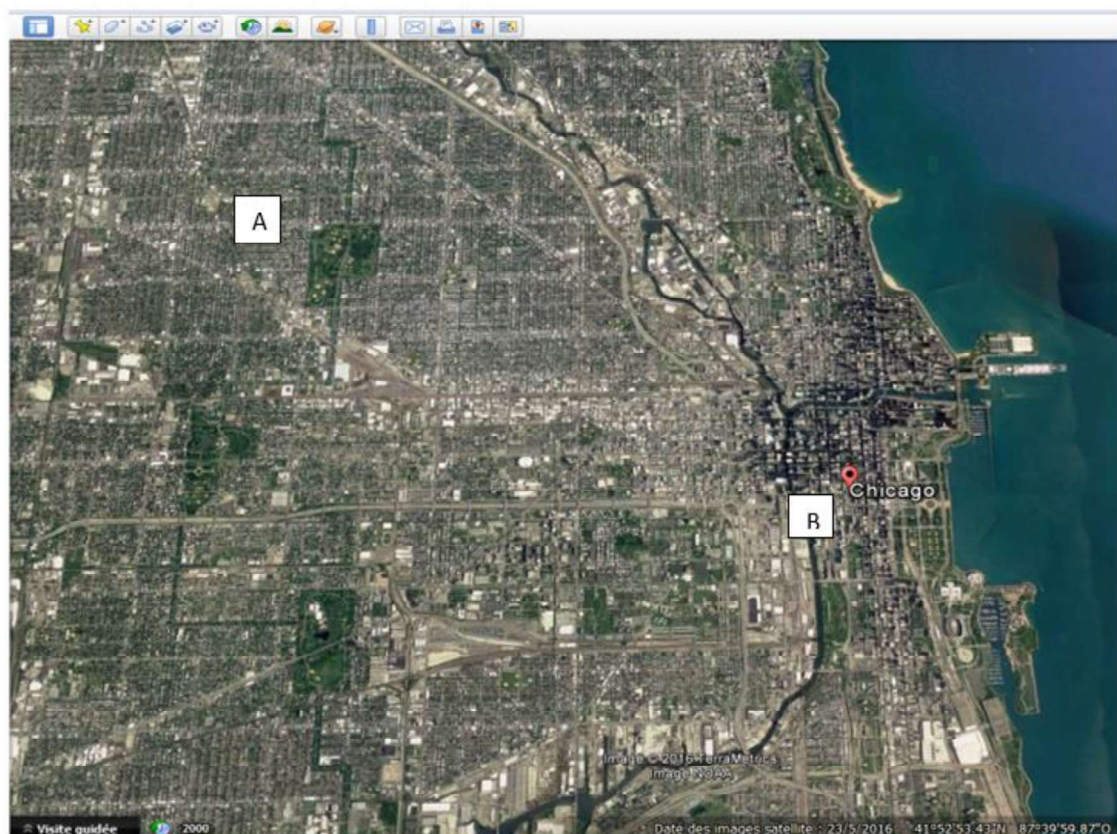 A
Chicago
B
Image © 2016 TerraMetrics
Image NOAA
Visite guidée
2000
Date des images satellite : 23/5/2016 41°52'53.43"N 87°39'59.87"O